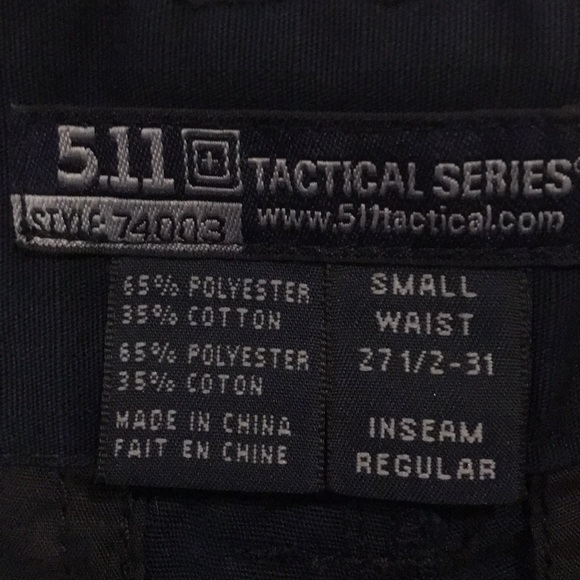 5.11 TACTICAL SERIES®
STYLE 74003 www.511tactical.com
65% POLYESTER
35% COTTON
65% POLYESTER
35% COTON
MADE IN CHINA
FAIT EN CHINE
SMALL
WAIST
27 1/2-31
INSEAM
REGULAR